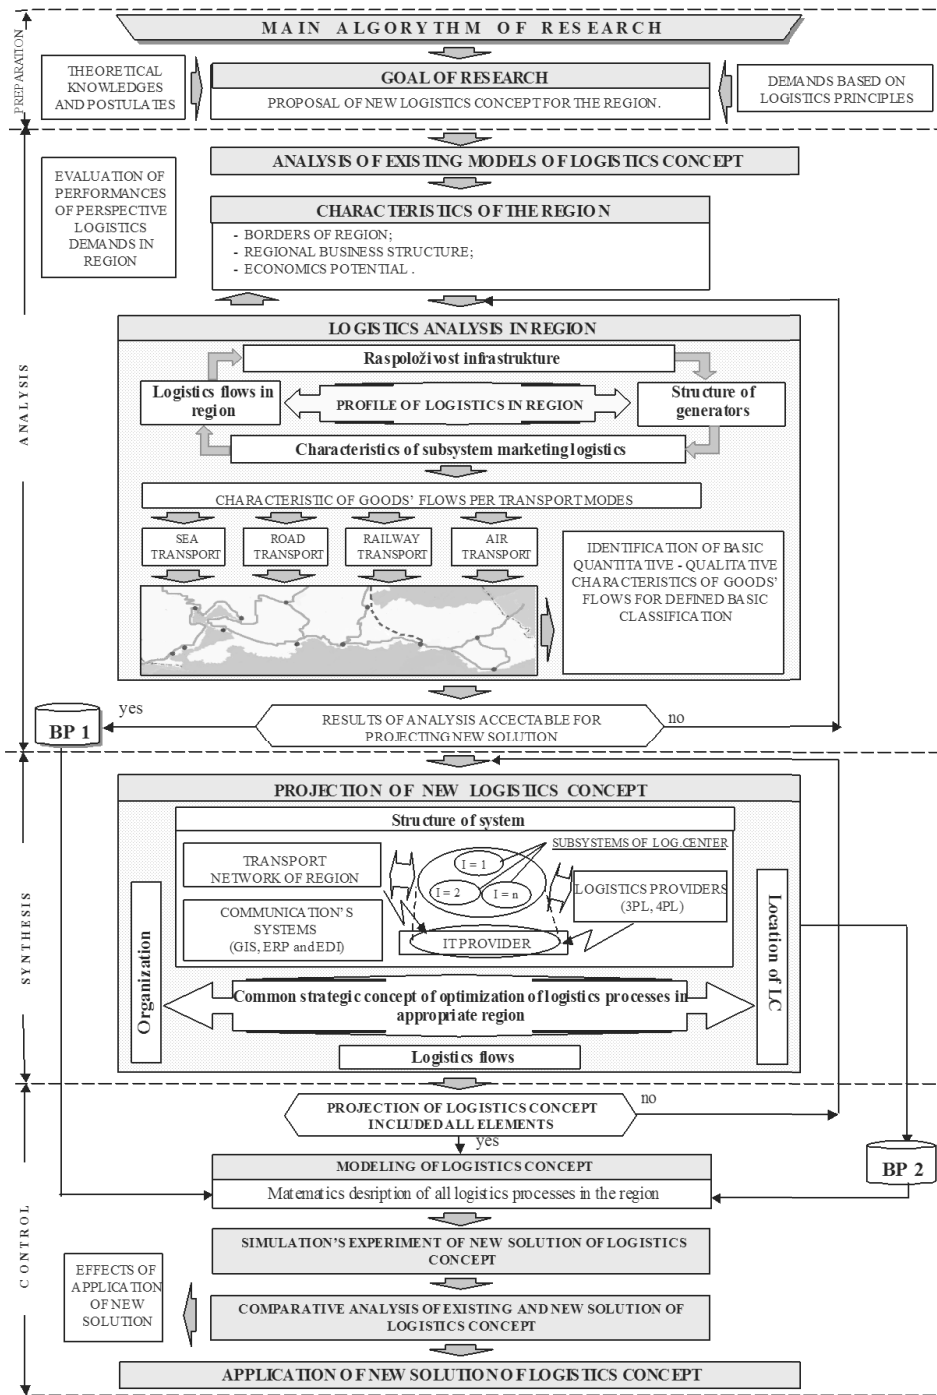 MAIN ALGORITHM OF RESEARCH
PREPARATION
THEORETICAL
KNOWLEDGES
AND POSTULATES
GOAL OF RESEARCH
PROPOSAL OF NEW LOGISTICS CONCEPT FOR THE REGION.
DEMANDS BASED ON
LOGISTICS PRINCIPLES
ANALYSIS
ANALYSIS OF EXISTING MODELS OF LOGISTICS CONCEPT
EVALUATION OF
PERFORMANCES
OF PERSPECTIVE
LOGISTICS
DEMANDS IN
REGION
CHARACTERISTICS OF THE REGION
- BORDERS OF REGION;
- REGIONAL BUSINESS STRUCTURE;
- ECONOMICS POTENTIAL .
LOGISTICS ANALYSIS IN REGION
Raspoloživost infrastrukture
Logistics flows in
region
PROFILE OF LOGISTICS IN REGION
Structure of
generators
Characteristics of subsystem marketing logistics
CHARACTERISTIC OF GOODS' FLOWS PER TRANSPORT MODES
SEA
TRANSPORT
ROAD
TRANSPORT
RAILWAY
TRANSPORT
AIR
TRANSPORT
IDENTIFICATION OF BASIC
QUANTITATIVE - QUALITATIVE
CHARACTERISTICS OF GOODS'
FLOWS FOR DEFINED BASIC
CLASSIFICATION
yes
BP 1
RESULTS OF ANALYSIS ACCECTABLE FOR
PROJECTING NEW SOLUTION
no
SYNTHESIS
PROJECTION OF NEW LOGISTICS CONCEPT
Structure of system
TRANSPORT
NETWORK OF REGION
I = 1
I = 2
I = n
SUBSYSTEMS OF LOG.CENTER
LOGISTICS PROVIDERS
(3PL, 4PL)
COMMUNICATION'S
SYSTEMS
(GIS, ERP andEDI)
IT PROVIDER
Organization
Location of LC
Common strategic concept of optimization of logistics processes in
appropriate region
Logistics flows
CONTROL
PROJECTION OF LOGISTICS CONCEPT
INCLUDED ALL ELEMENTS
no
yes
BP 2
MODELING OF LOGISTICS CONCEPT
Matematics desription of all logistics processes in the region
SIMULATION'S EXPERIMENT OF NEW SOLUTION OF LOGISTICS
CONCEPT
EFFECTS OF
APPLICATION
OF NEW
SOLUTION
COMPARATIVE ANALYSIS OF EXISTING AND NEW SOLUTION OF
LOGISTICS CONCEPT
APPLICATION OF NEW SOLUTION OF LOGISTICS CONCEPT